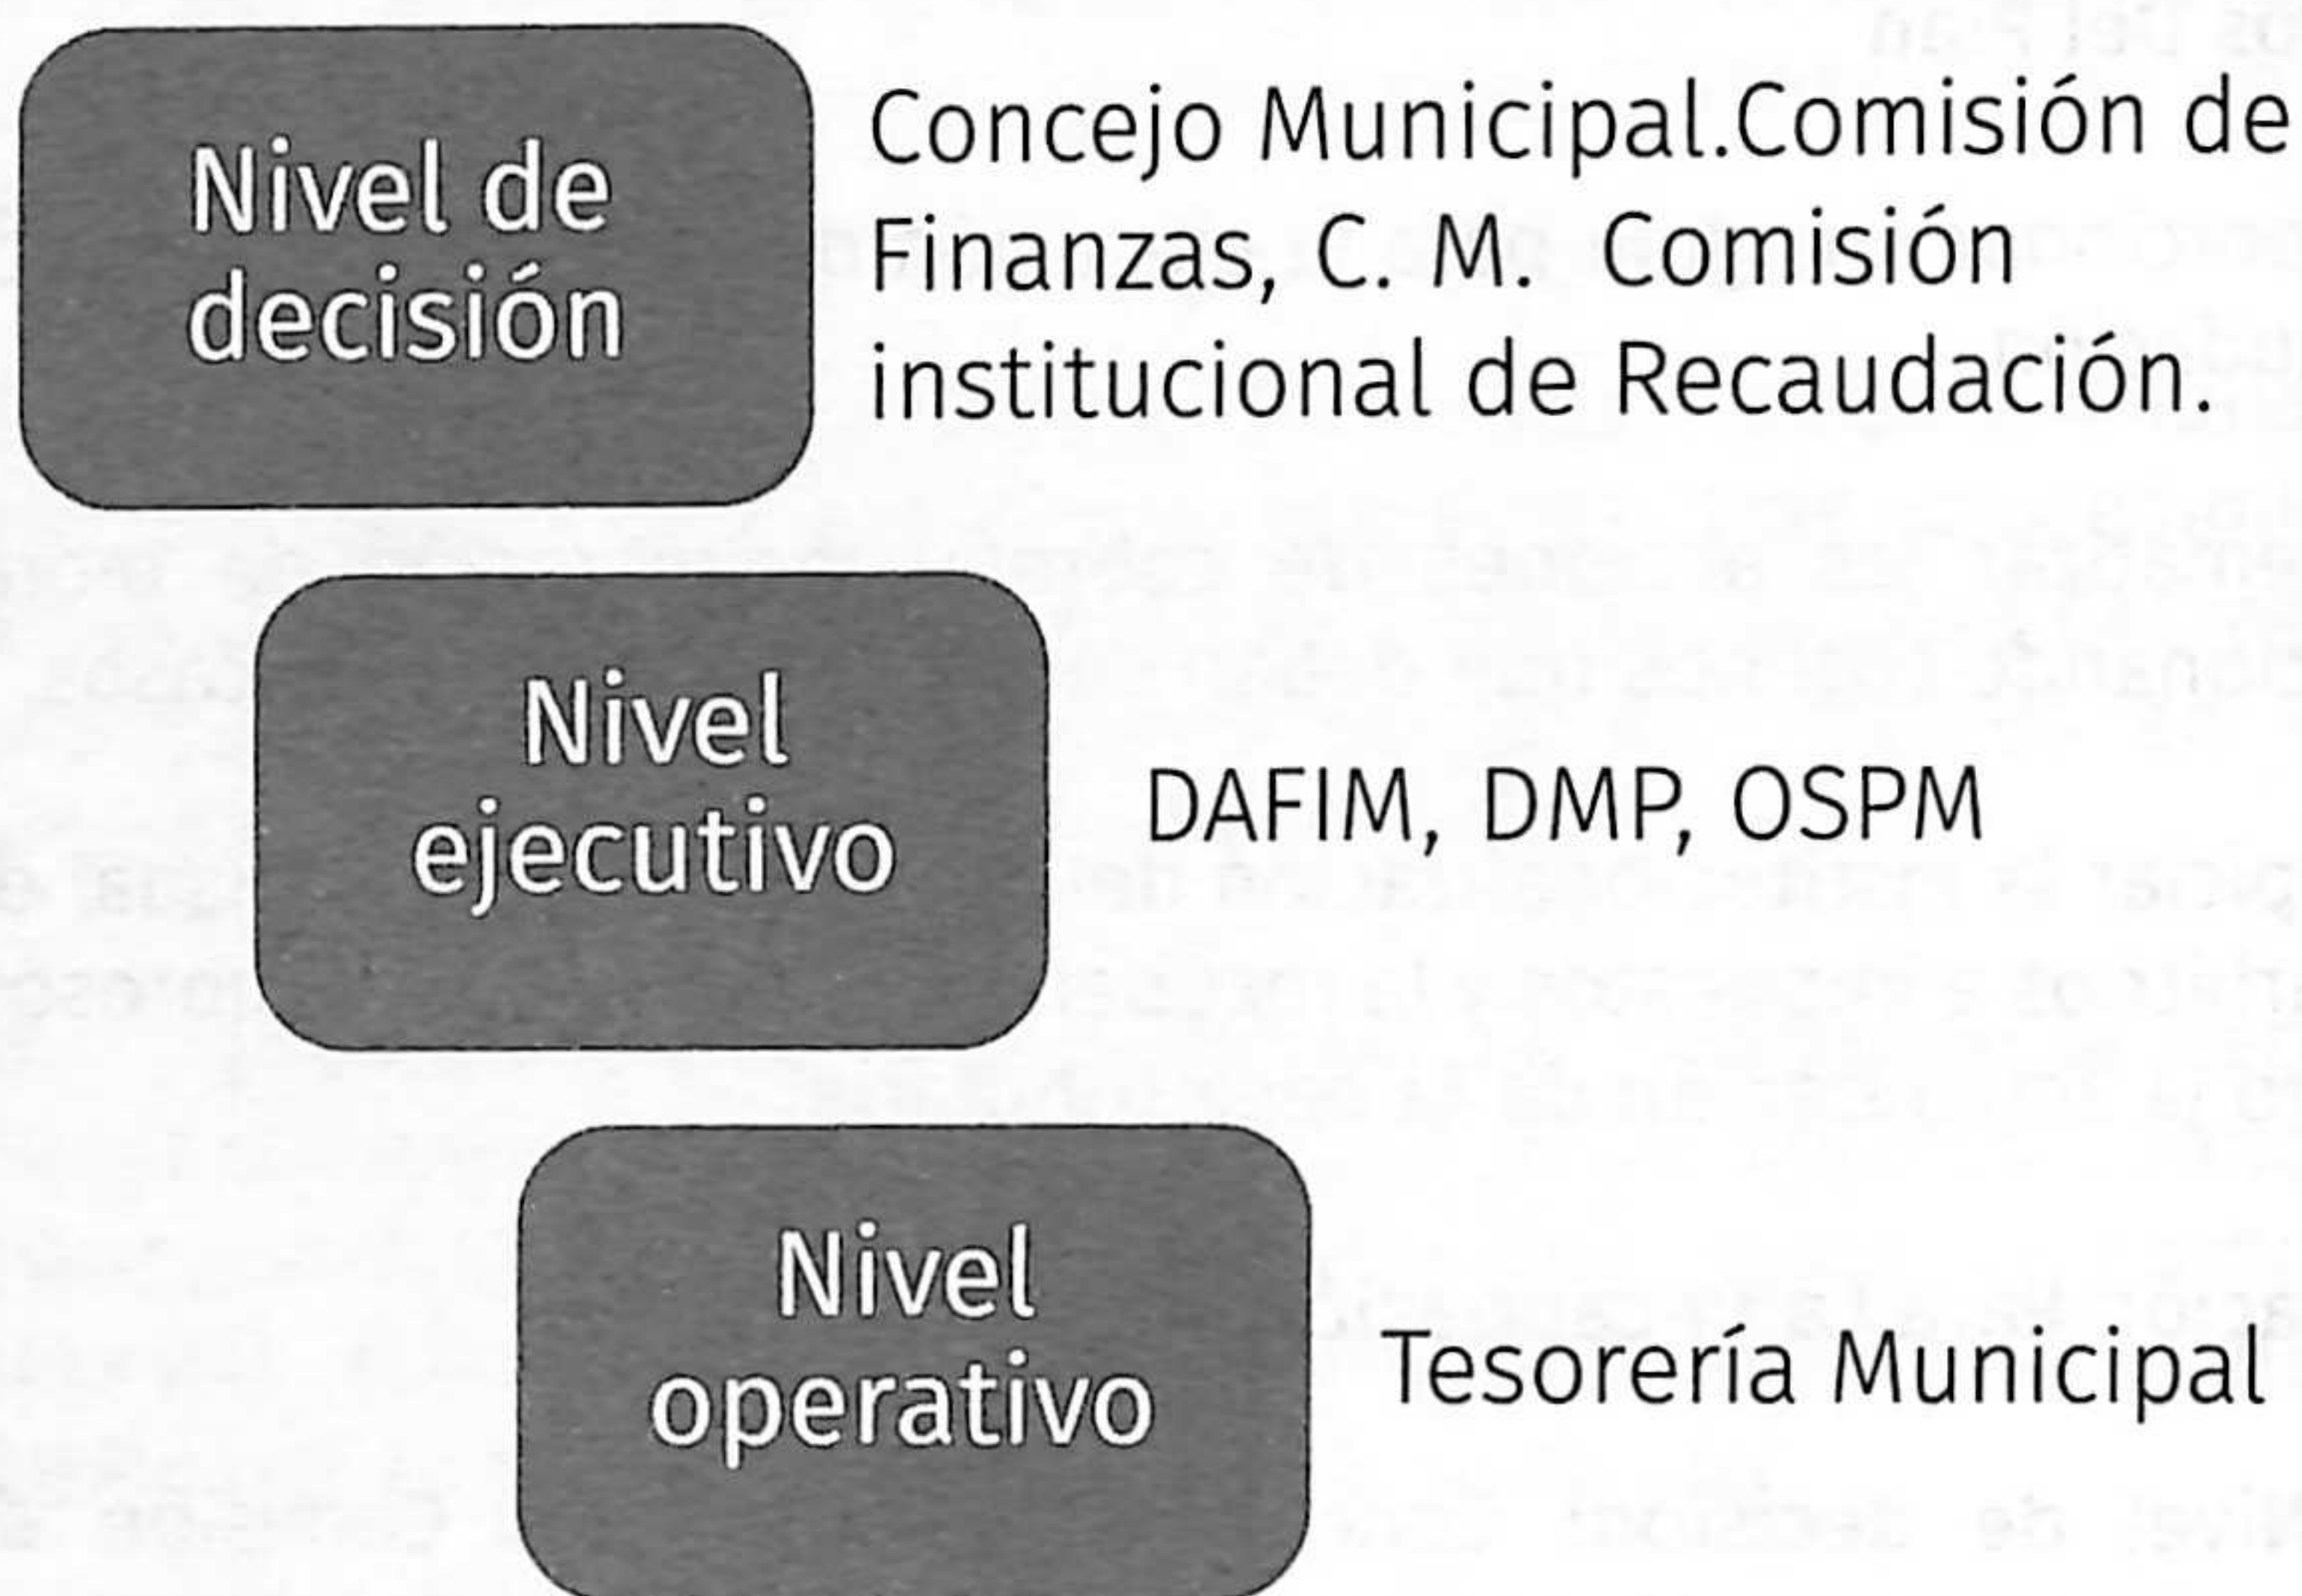 Nivel de
decisión
Concejo Municipal.Comisión de
Finanzas, C. M.  Comisión
institucional de Recaudación.
Nivel
ejecutivo
DAFIM, DMP, OSPM
Nivel
operativo
Tesorería Municipal